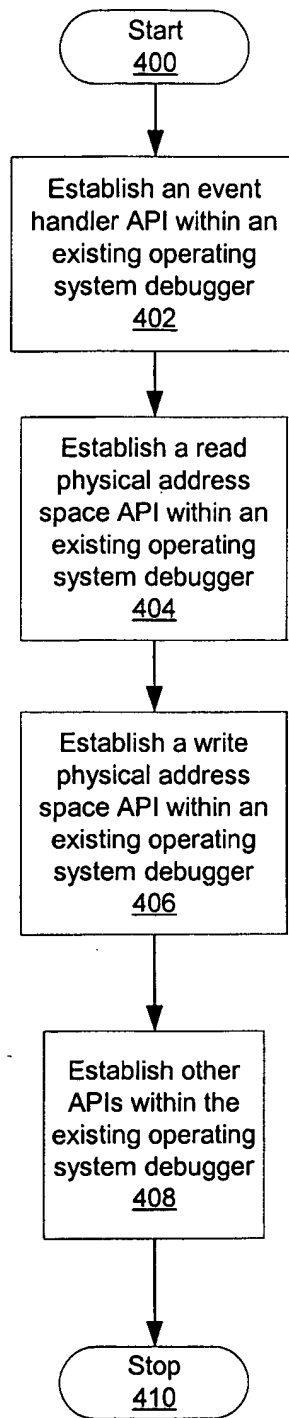 Start
400
Establish an event
handler API within an
existing operating
system debugger
402
Establish a read
physical address
space API within an
existing operating
system debugger
404
Establish a write
physical address
space API within an
existing operating
system debugger
406
Establish other
APIs within the
existing operating
system debugger
408
Stop
410